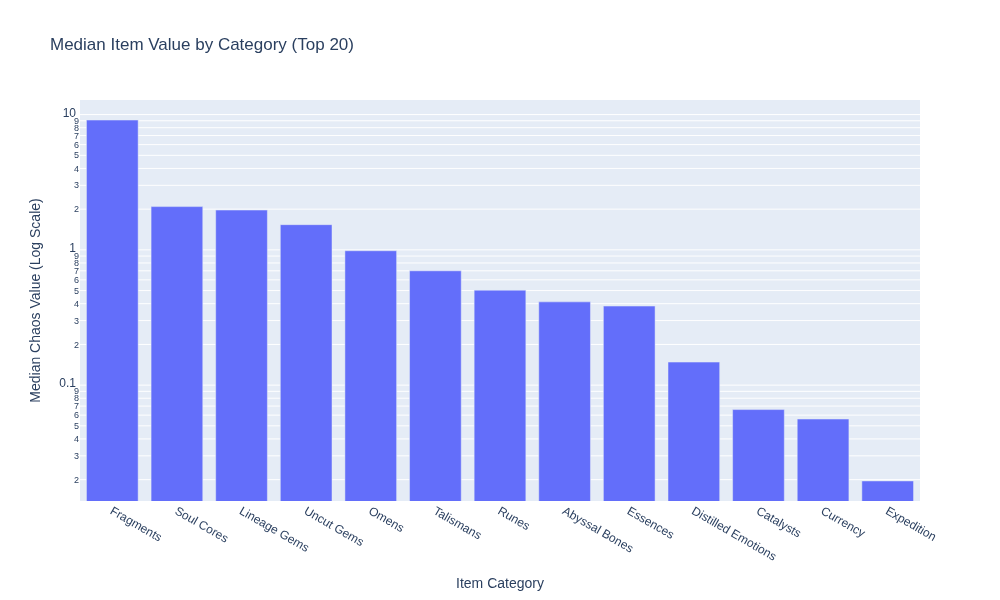 Median Item Value by Category (Top 20)
Median Chaos Value (Log Scale)
10
9
8
7
6
5
4
3
2
1
9
8
7
6
5
4
3
2
0.1
9
8
7
6
5
4
3
2
Fragments
Soul Cores
Lineage Gems
Uncut Gems
Omens
Talismans
Runes
Abyssal Bones
Essences
Distilled Emotions
Catalysts
Currency
Expedition
Item Category